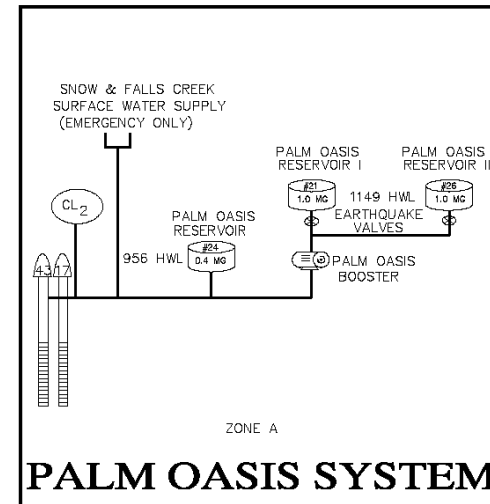 SNOW & FALLS CREEK
SURFACE WATER SUPPLY
(EMERGENCY ONLY)
PALM OASIS
RESERVOIR I
PALM OASIS
RESERVOIR II
#21
1.0 MG
1149 HWL
#26
1.0 MG
EARTHQUAKE
VALVES
CL2
PALM OASIS
RESERVOIR
956 HWL
#24
0.4 MG
PALM OASIS
BOOSTER
43 17
ZONE A
PALM OASIS SYSTEM